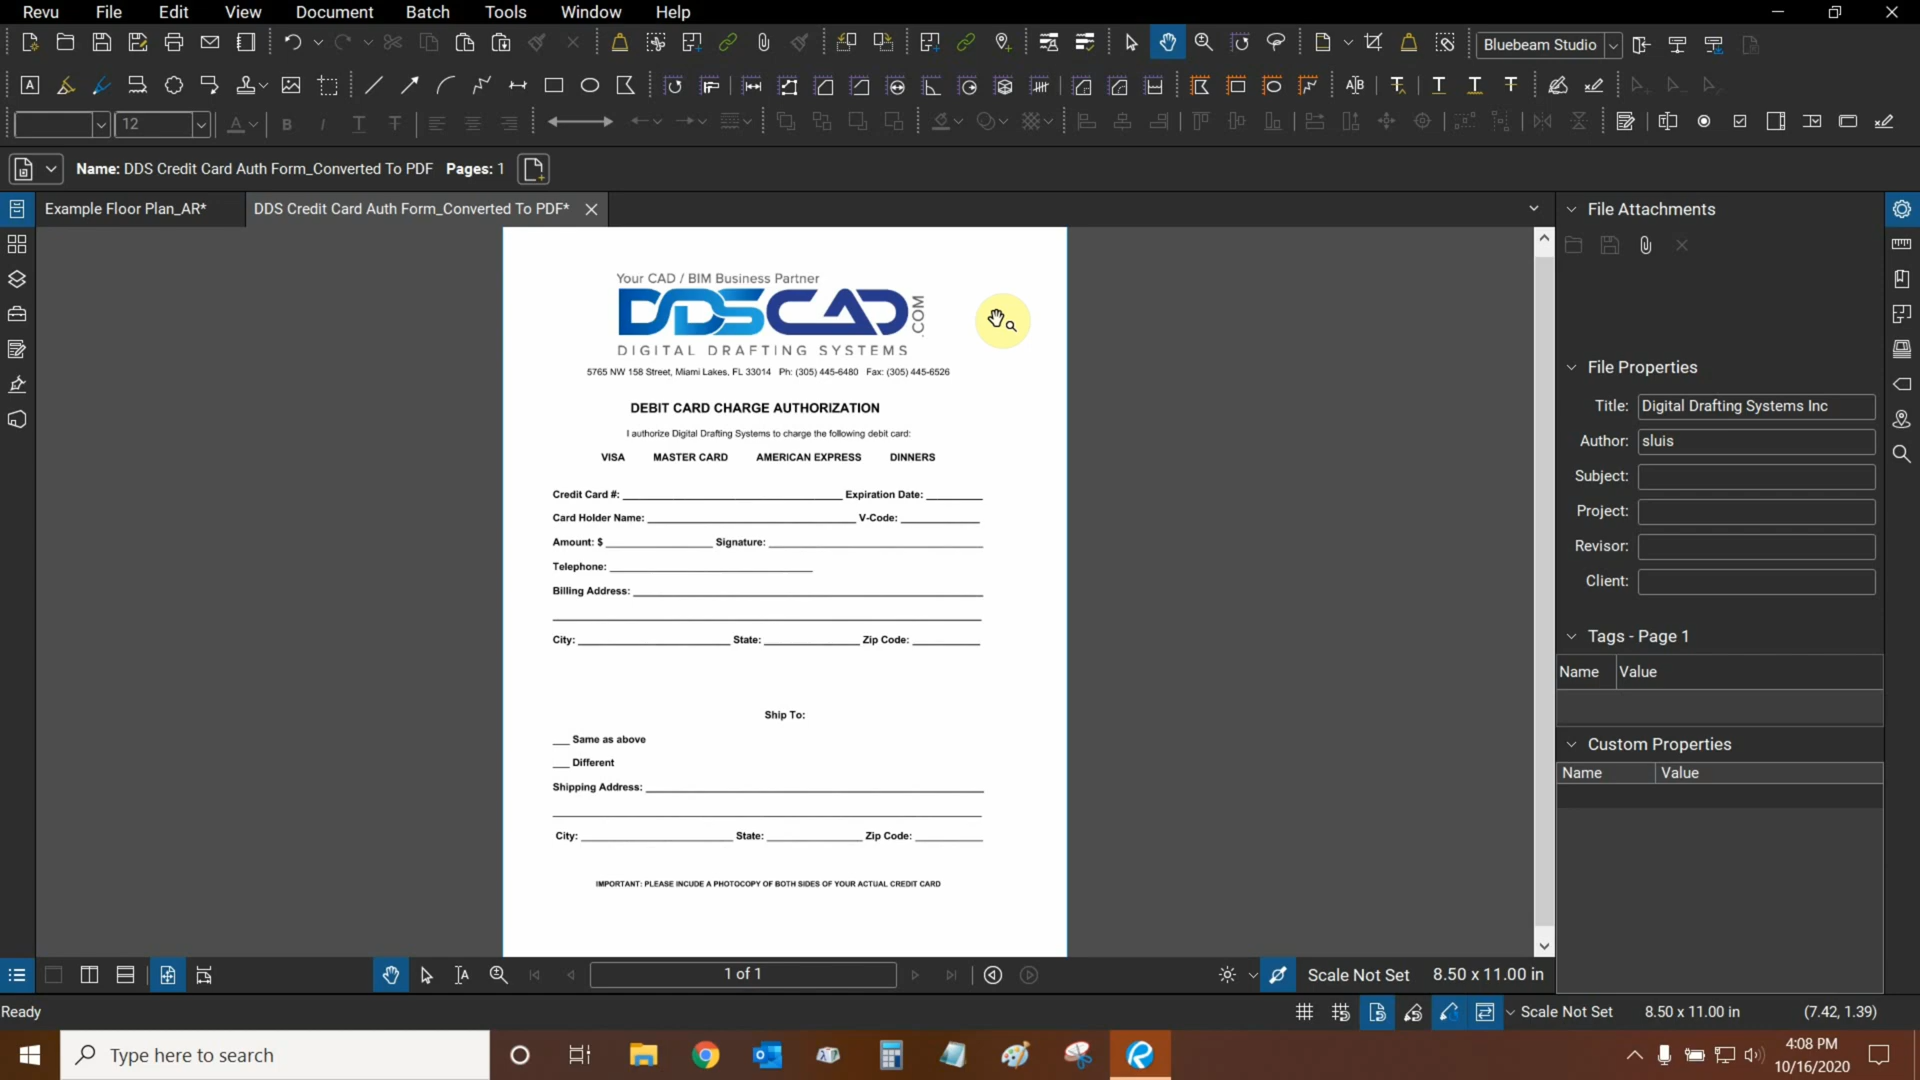 Revu File Edit View Document Batch Tools Window Help
Bluebeam Studio
12
Name: DDS Credit Card Auth Form_Converted To PDF Pages: 1
Example Floor Plan_AR*
DDS Credit Card Auth Form_Converted To PDF*
Your CAD / BIM Business Partner
DDSCAD.COM
DIGITAL DRAFTING SYSTEMS
5765 NW 158 Street, Miami Lakes, FL 33014 Ph: (305) 445-6480 Fax: (305) 445-6526
DEBIT CARD CHARGE AUTHORIZATION
I authorize Digital Drafting Systems to charge the following debit card:
VISA MASTER CARD AMERICAN EXPRESS DINNERS
Credit Card #: Expiration Date:
Card Holder Name: V-Code:
Amount: $ Signature:
Telephone:
Billing Address:
City: State: Zip Code:
Ship To:
Same as above
Different
Shipping Address:
City: State: Zip Code:
IMPORTANT: PLEASE INCUDE A PHOTOCOPY OF BOTH SIDES OF YOUR ACTUAL CREDIT CARD
File Attachments
File Properties
Title: Digital Drafting Systems Inc
Author: sluis
Subject:
Project:
Revisor:
Client:
Tags - Page 1
Name Value
Custom Properties
Name Value
1 of 1
Scale Not Set 8.50 x 11.00 in
Ready
Scale Not Set 8.50 x 11.00 in (7.42, 1.39)
Type here to search
4:08 PM
10/16/2020